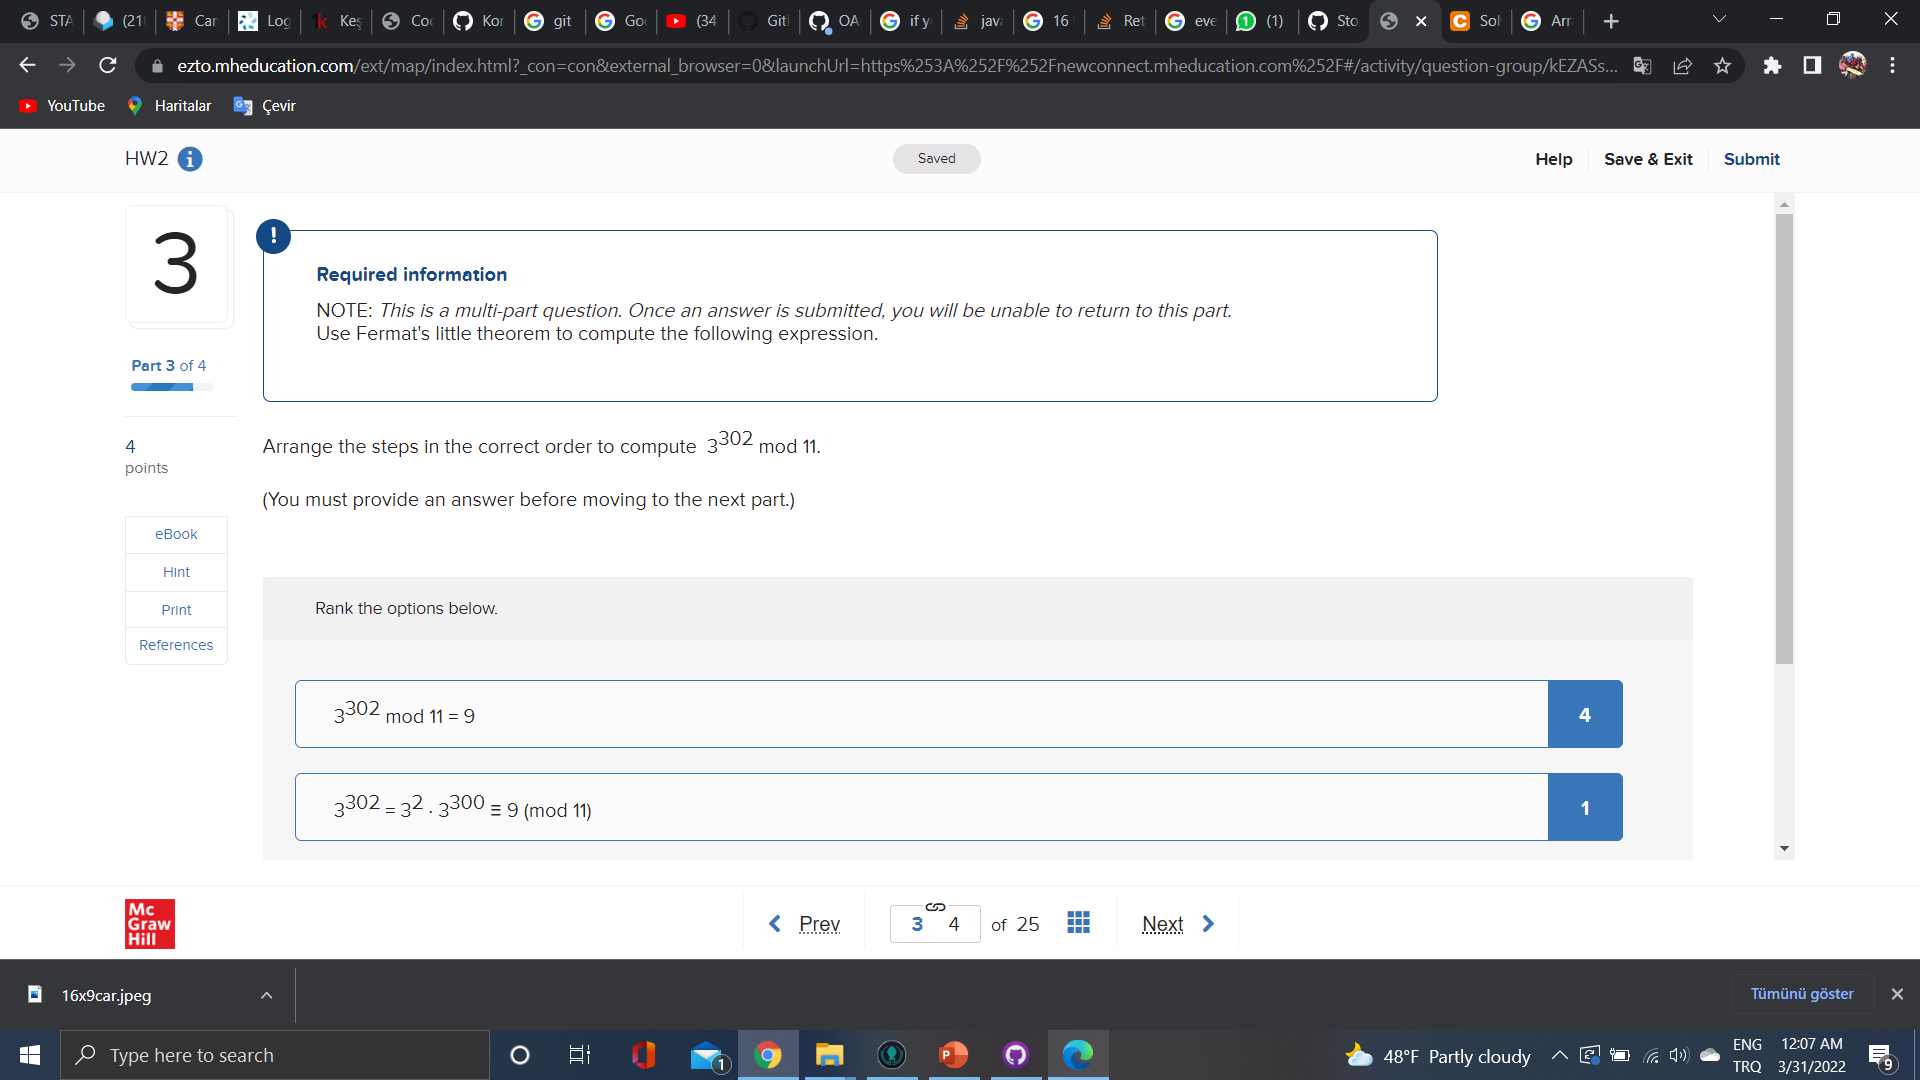 STA
(21
Car
Log
Keş
Coc
Kor
git
Goo
(34
Git
OA
if y
java
16
Ret
eve
(1)
Sto
Sol
Arr
ezto.mheducation.com/ext/map/index.html?_con=con&external_browser=0&launchUrl=https%253A%252F%252Fnewconnect.mheducation.com%252F#/activity/question-group/kEZASs...
YouTube
Haritalar
Çevir
HW2
Saved
Help
Save & Exit
Submit
3
!
Required information
NOTE: This is a multi-part question. Once an answer is submitted, you will be unable to return to this part.
Use Fermat's little theorem to compute the following expression.
Part 3 of 4
4
points
Arrange the steps in the correct order to compute 3^302 mod 11.
(You must provide an answer before moving to the next part.)
eBook
Hint
Print
References
Rank the options below.
3^302 mod 11 = 9
4
3^302 = 3^2 · 3^300 ≡ 9 (mod 11)
1
Mc
Graw
Hill
Prev
3 4 of 25
Next
16x9car.jpeg
Tümünü göster
Type here to search
1
48°F Partly cloudy
ENG
TRQ
12:07 AM
3/31/2022
9